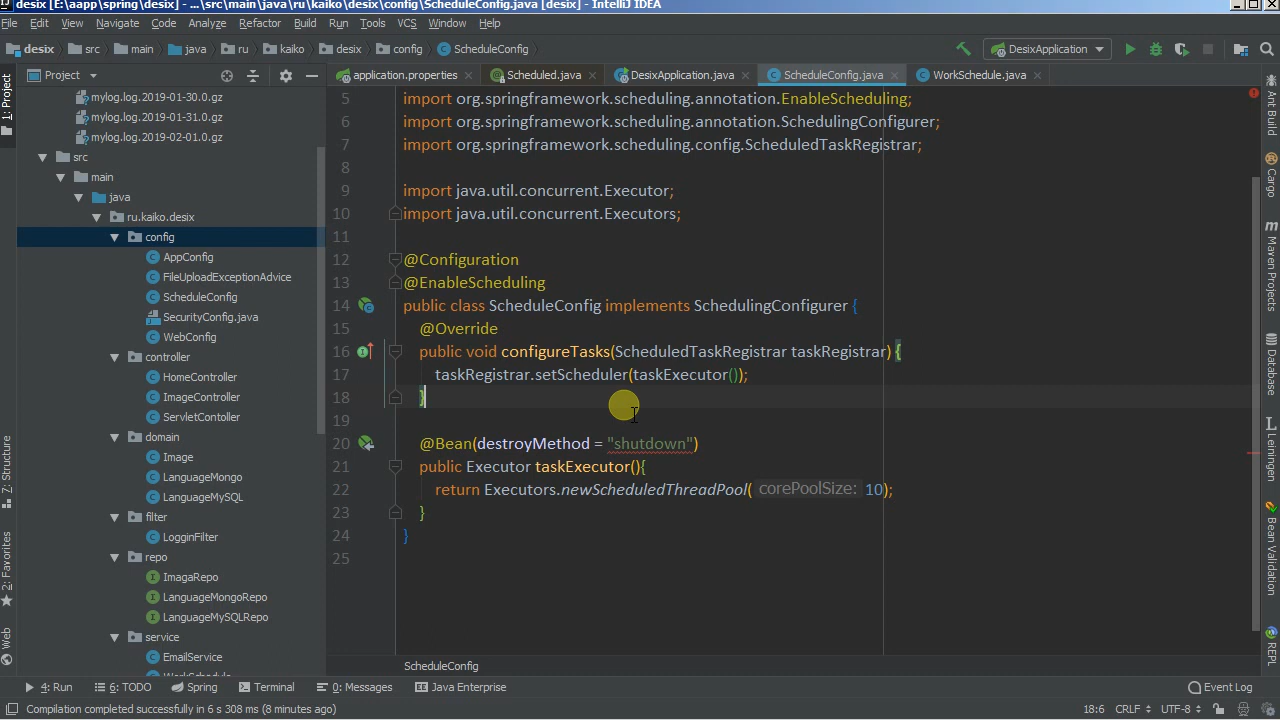 desix [E:\aapp\spring\desix] - ...\src\main\java\ru\kaiko\desix\config\ScheduleConfig.java [desix] - IntelliJ IDEA
File Edit View Navigate Code Analyze Refactor Build Run Tools VCS Window Help
desix src main java ru kaiko desix config ScheduleConfig DesixApplication
Project application.properties Scheduled.java DesixApplication.java ScheduleConfig.java WorkSchedule.java
1: Project
Z: Structure
2: Favorites
Web
mylog.log.2019-01-30.0.gz
mylog.log.2019-01-31.0.gz
mylog.log.2019-02-01.0.gz
src
main
java
ru.kaiko.desix
config
AppConfig
FileUploadExceptionAdvice
ScheduleConfig
SecurityConfig.java
WebConfig
controller
HomeController
ImageController
ServletContoller
domain
Image
LanguageMongo
LanguageMySQL
filter
LogginFilter
repo
ImagaRepo
LanguageMongoRepo
LanguageMySQLRepo
service
EmailService
5 import org.springframework.scheduling.annotation.EnableScheduling;
6 import org.springframework.scheduling.annotation.SchedulingConfigurer;
7 import org.springframework.scheduling.config.ScheduledTaskRegistrar;
8
9 import java.util.concurrent.Executor;
10 import java.util.concurrent.Executors;
11
12 @Configuration
13 @EnableScheduling
14 public class ScheduleConfig implements SchedulingConfigurer {
15 @Override
16 public void configureTasks(ScheduledTaskRegistrar taskRegistrar) {
17 taskRegistrar.setScheduler(taskExecutor());
18 }
19
20 @Bean(destroyMethod = "shutdown")
21 public Executor taskExecutor(){
22 return Executors.newScheduledThreadPool( corePoolSize: 10);
23 }
24 }
25
ScheduleConfig
Ant Build
Cargo
Maven Projects
Database
Leiningen
Bean Validation
REPL
4: Run 6: TODO Spring Terminal 0: Messages Java Enterprise Event Log
Compilation completed successfully in 6 s 308 ms (8 minutes ago) 18:6 CRLF UTF-8